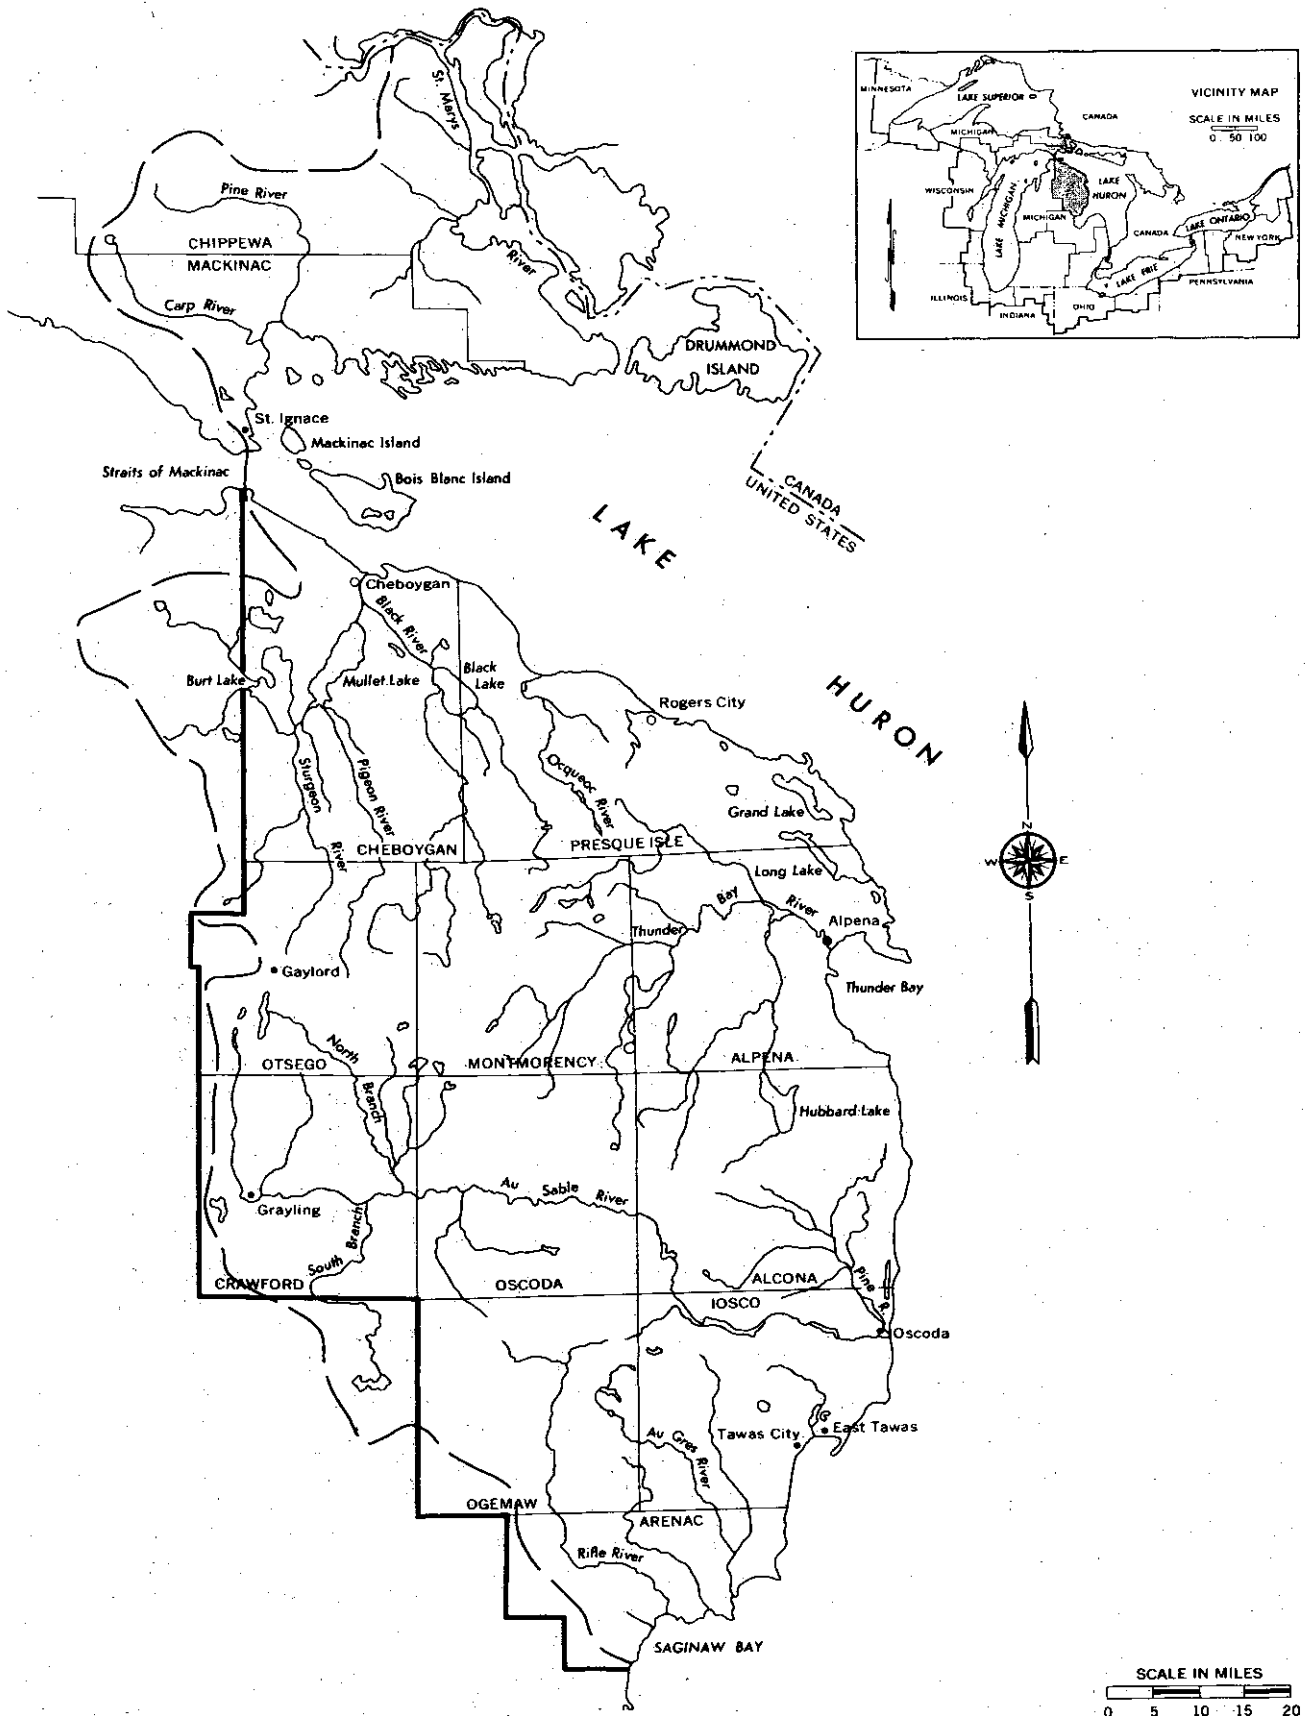 VICINITY MAP
SCALE IN MILES
0 50 100
MINNESOTA
LAKE SUPERIOR
CANADA
MICHIGAN
WISCONSIN
LAKE MICHIGAN
MICHIGAN
LAKE
HURON
CANADA
LAKE ONTARIO
NEW YORK
LAKE ERIE
PENNSYLVANIA
ILLINOIS
INDIANA
OHIO
St. Marys
River
Pine River
CHIPPEWA
MACKINAC
Carp River
DRUMMOND
ISLAND
St. Ignace
Mackinac Island
Straits of Mackinac
Bois Blanc Island
CANADA
UNITED STATES
LAKE
HURON
Cheboygan
Black River
Burt Lake
Mullet Lake
Black
Lake
Rogers City
Sturgeon
River
Pigeon River
Ocqueoc River
Grand Lake
CHEBOYGAN
PRESQUE ISLE
Long Lake
Thunder
Bay
River
Alpena
Gaylord
Thunder Bay
N
W
E
S
North
Branch
OTSEGO
MONTMORENCY
ALPENA
Hubbard Lake
Au
Sable
River
Grayling
South
Branch
CRAWFORD
OSCODA
ALCONA
Pine R.
IOSCO
Oscoda
Au
Gres
River
Tawas City
East Tawas
OGEMAW
ARENAC
Rifle River
SAGINAW BAY
SCALE IN MILES
0 5 10 15 20